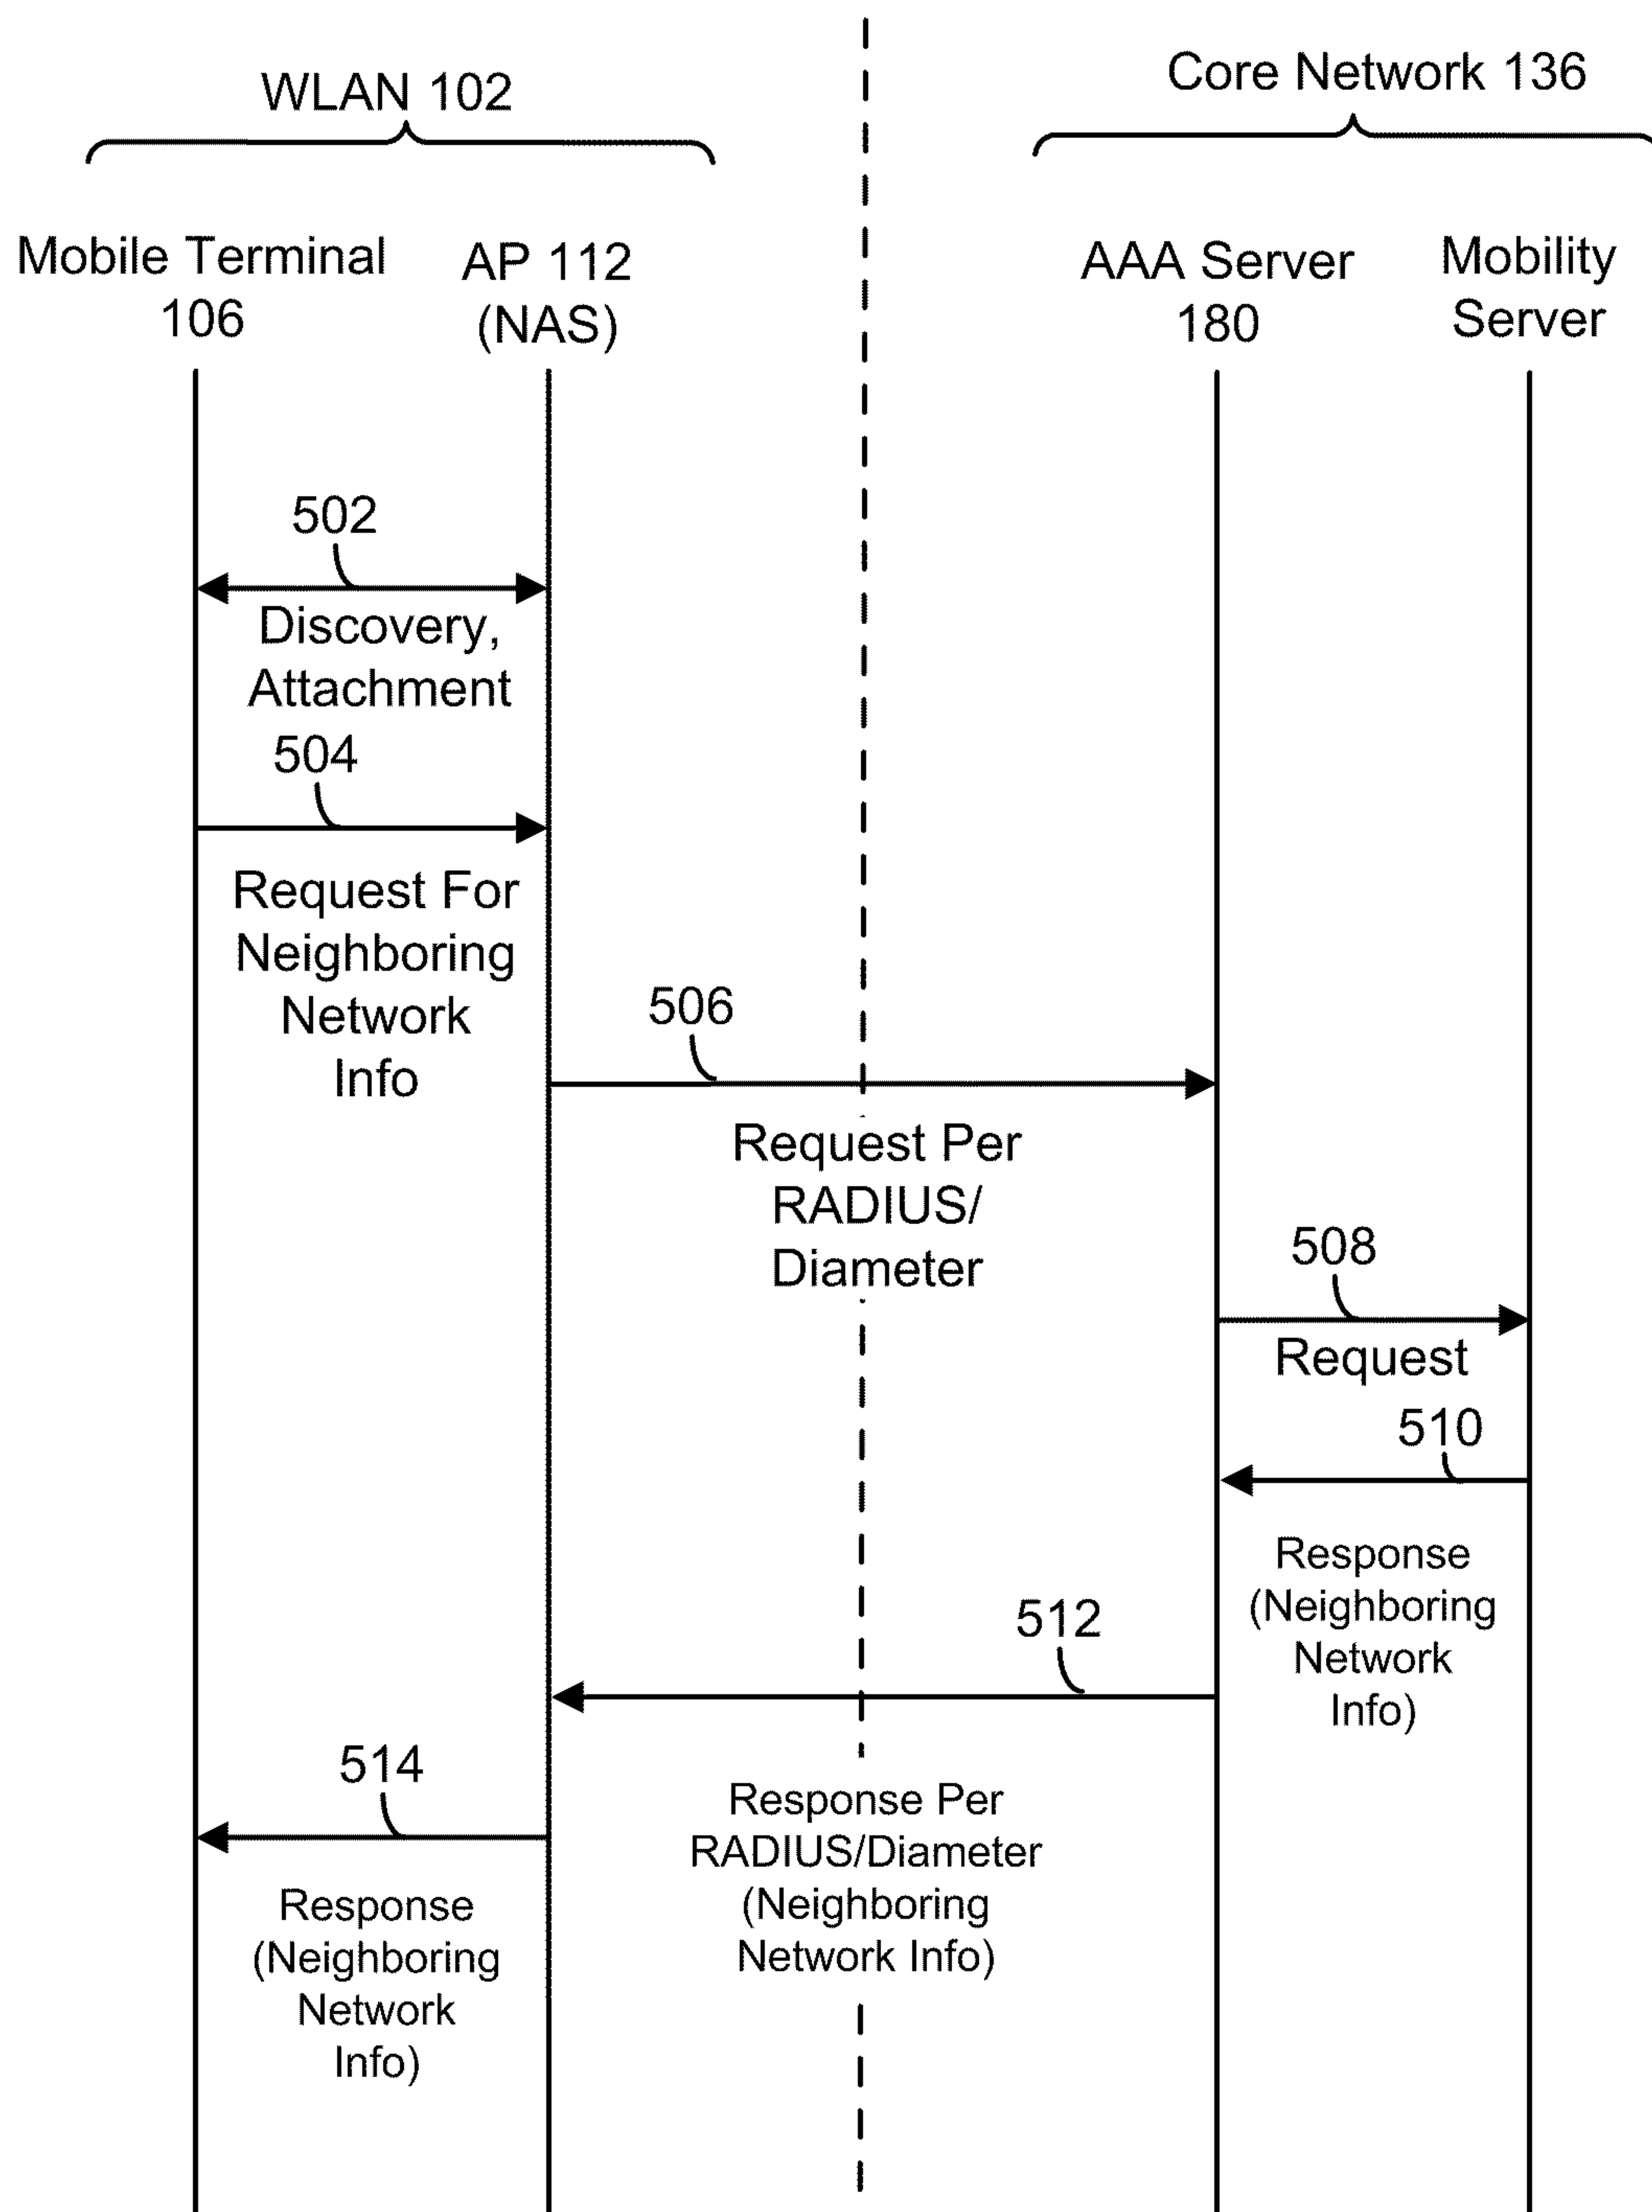 WLAN 102
Core Network 136
Mobile Terminal
106
AP 112
(NAS)
AAA Server
180
Mobility
Server
502
Discovery,
Attachment
504
Request For
Neighboring
Network
Info
506
Request Per
RADIUS/
Diameter
508
Request
510
Response
(Neighboring
Network
Info)
512
Response Per
RADIUS/Diameter
(Neighboring
Network Info)
514
Response
(Neighboring
Network
Info)